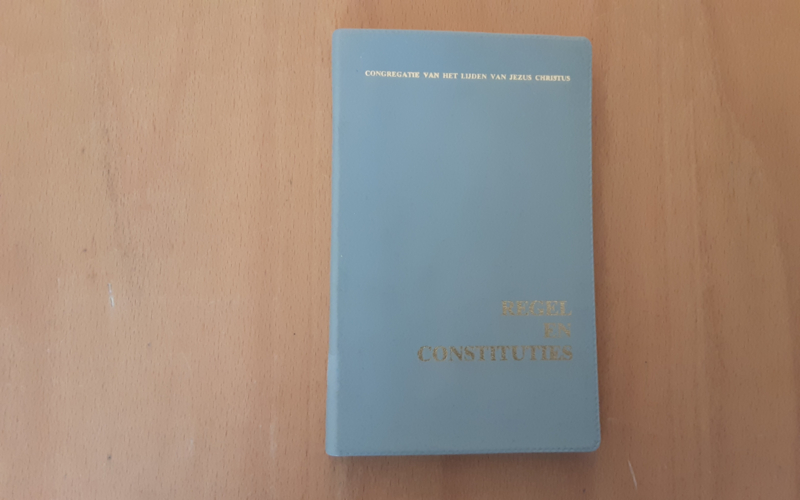 CONGREGATIE VAN HET LIJDEN VAN JEZUS CHRISTUS
REGEL
EN
CONSTITUTIES